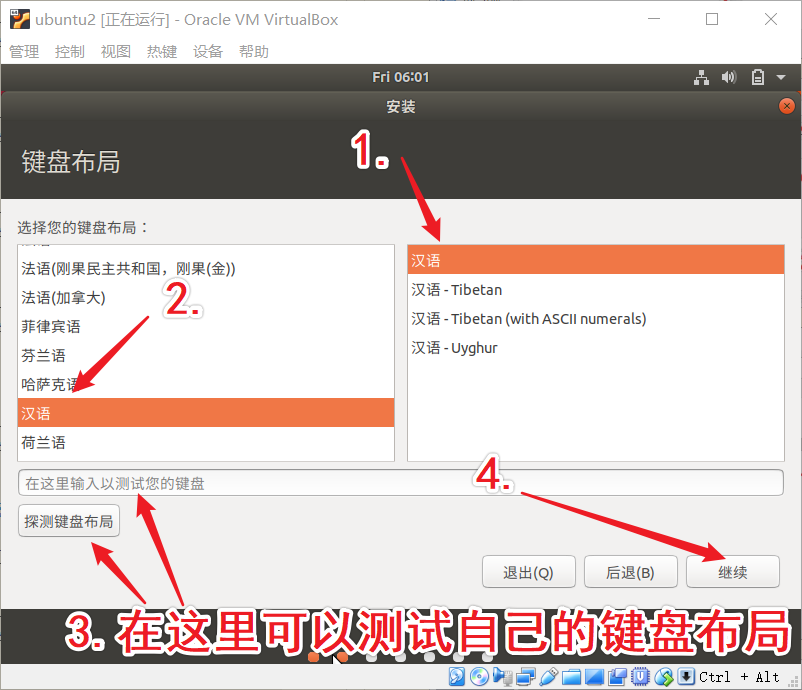 ubuntu2 [正在运行] - Oracle VM VirtualBox
管理 控制 视图 热键 设备 帮助
Fri 06:01
安装
键盘布局
1.
选择您的键盘布局：
法语(刚果民主共和国，刚果(金))
法语(加拿大)
菲律宾语
芬兰语
哈萨克语
汉语
荷兰语
2.
汉语
汉语 - Tibetan
汉语 - Tibetan (with ASCII numerals)
汉语 - Uyghur
在这里输入以测试您的键盘
4.
探测键盘布局
退出(Q) 后退(B) 继续
3. 在这里可以测试自己的键盘布局
Ctrl + Alt